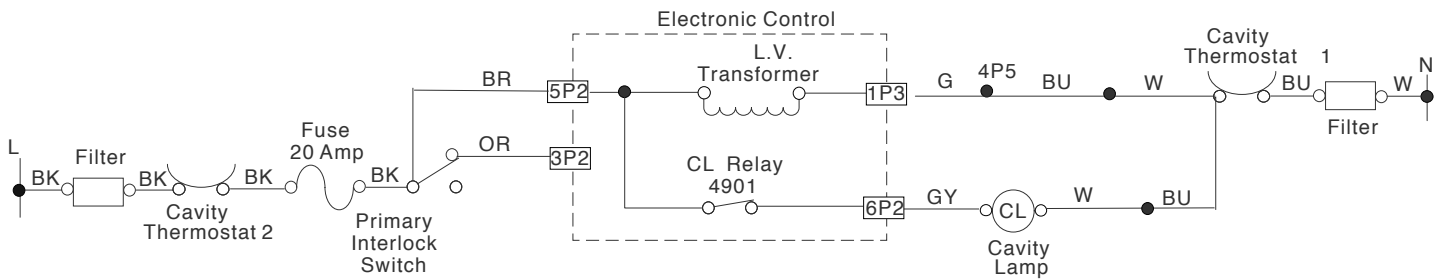 Electronic Control
L.V.
Transformer
Cavity
Thermostat 1
N
BR
5P2
1P3
G
4P5
BU
W
BU
W
Filter
L
Filter
Fuse
20 Amp
OR
3P2
BK
BK
BK
BK
CL Relay
4901
6P2
GY
CL
W
BU
Cavity
Thermostat 2
Primary
Interlock
Switch
Cavity
Lamp